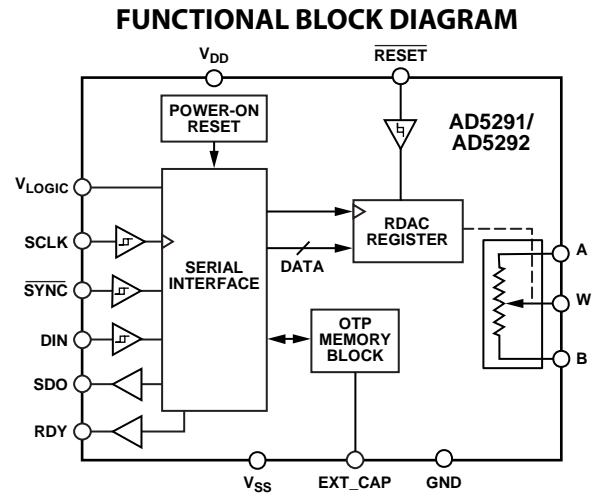 FUNCTIONAL BLOCK DIAGRAM
VDD
RESET
POWER-ON
RESET
AD5291/
AD5292
VLOGIC
SCLK
SYNC
DIN
SDO
RDY
SERIAL
INTERFACE
DATA
RDAC
REGISTER
OTP
MEMORY
BLOCK
A
W
B
VSS
EXT_CAP
GND